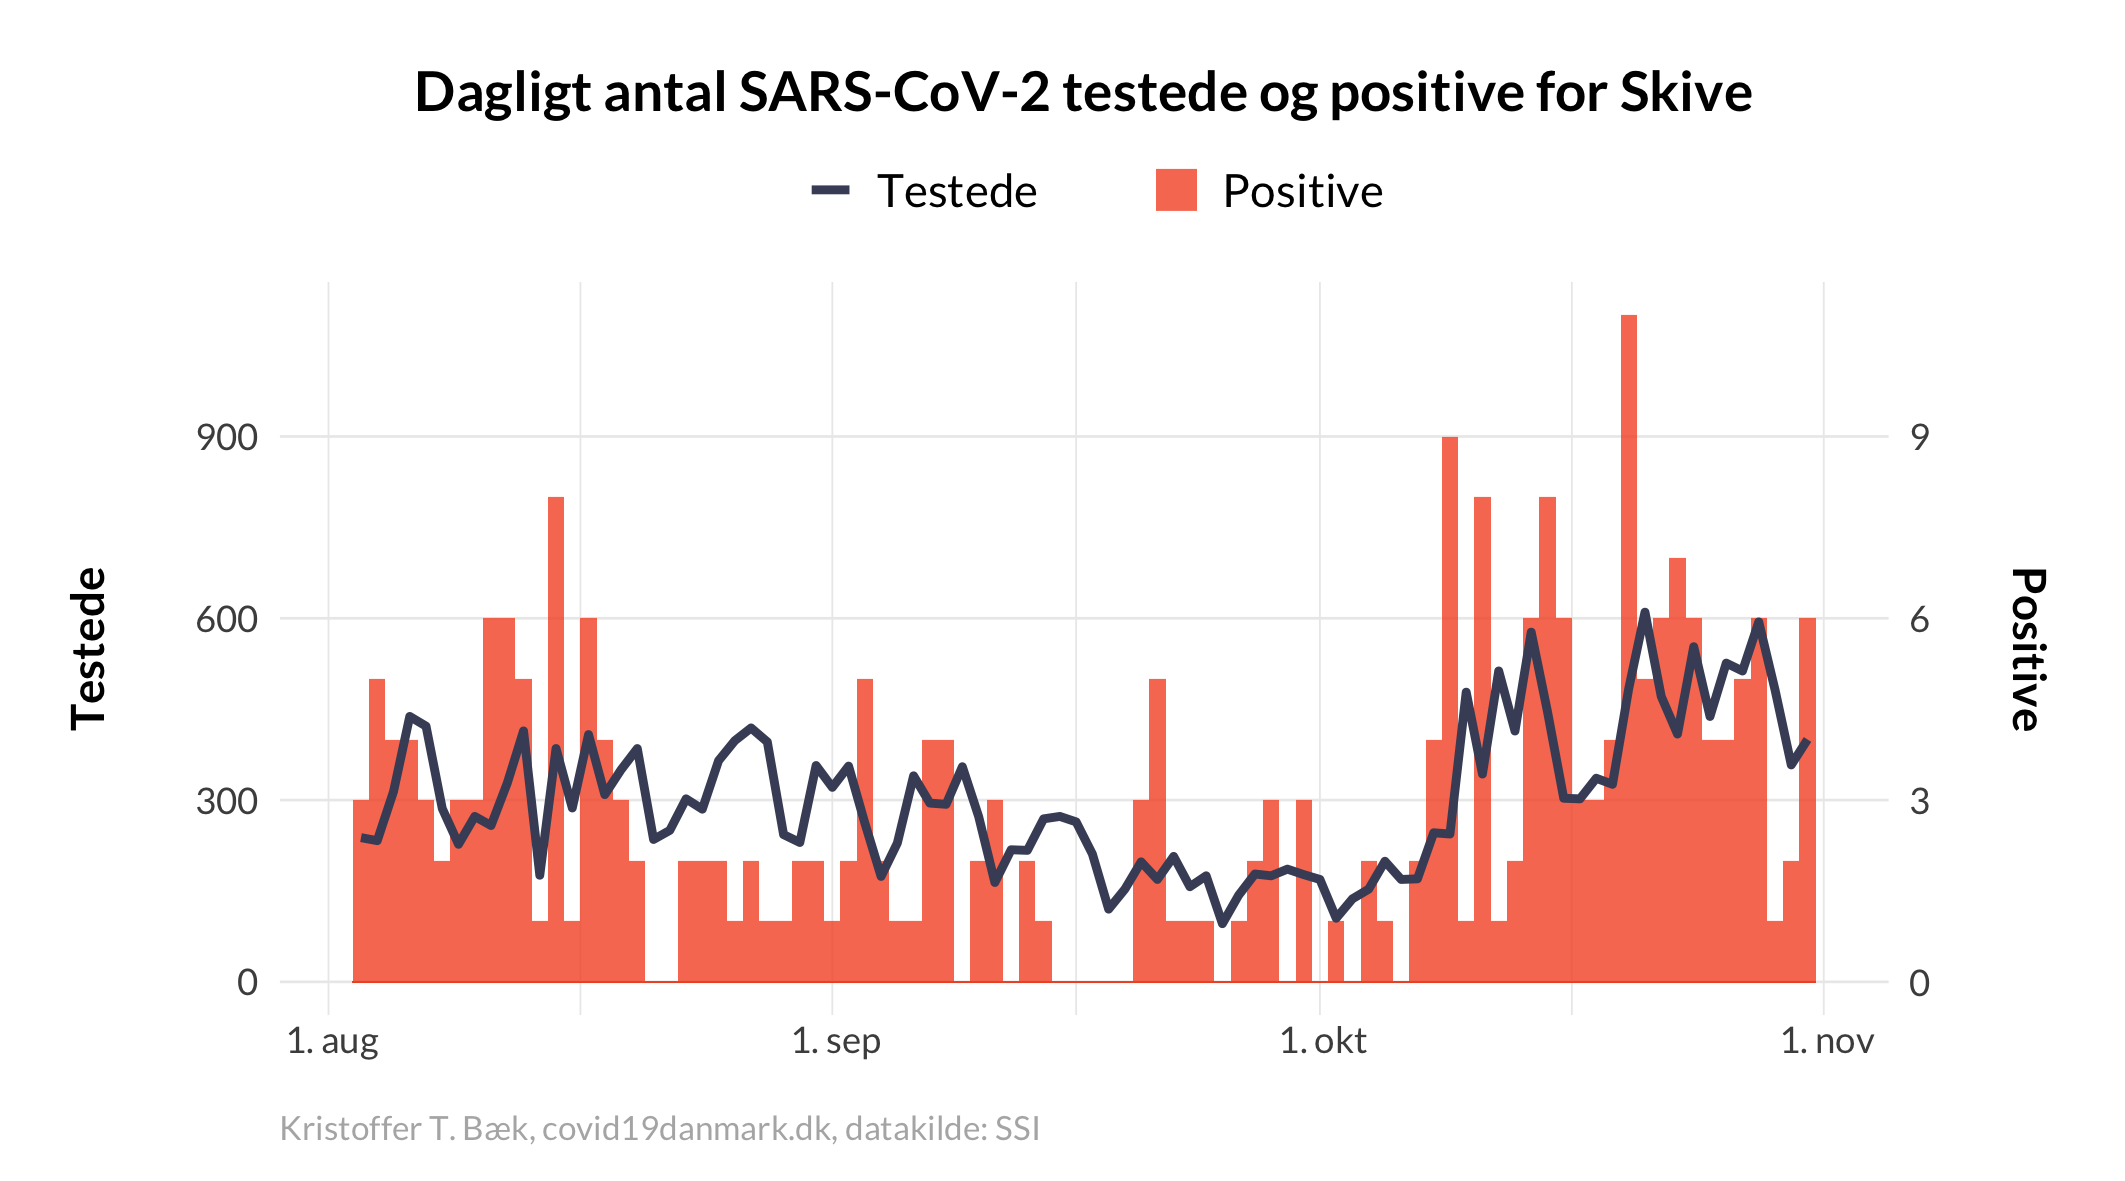 Dagligt antal SARS-CoV-2 testede og positive for Skive
Testede
Positive
900
600
300
0
Testede
9
6
3
0
Positive
1. aug
1. sep
1. okt
1. nov
Kristoffer T. Bæk, covid19danmark.dk, datakilde: SSI